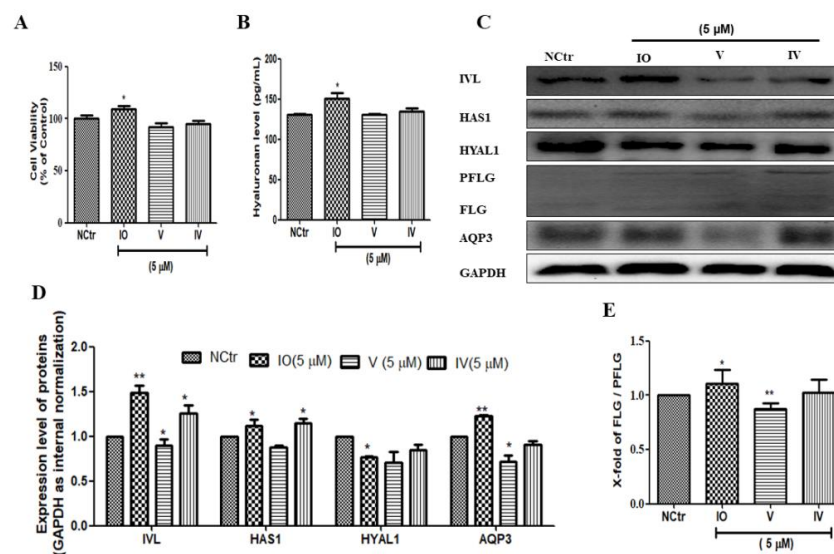 A
Cell Viability
(% of Control)
150
100
50
0
*
NCtr IO V IV
(5 µM)
B
Hyaluronan level (pg/mL)
200
150
100
50
0
*
NCtr IO V IV
(5 µM)
C
(5 µM)
NCtr IO V IV
IVL
HAS1
HYAL1
PFLG
FLG
AQP3
GAPDH
D
Expression level of proteins
(GAPDH as internal normalization)
2.0
1.5
1.0
0.5
0.0
NCtr IO(5 µM) V (5 µM) IV(5 µM)
** * *
* *
*
** *
IVL HAS1 HYAL1 AQP3
E
X-fold of FLG / PFLG
1.5
1.0
0.5
0.0
* **
NCtr IO V IV
( 5 µM)